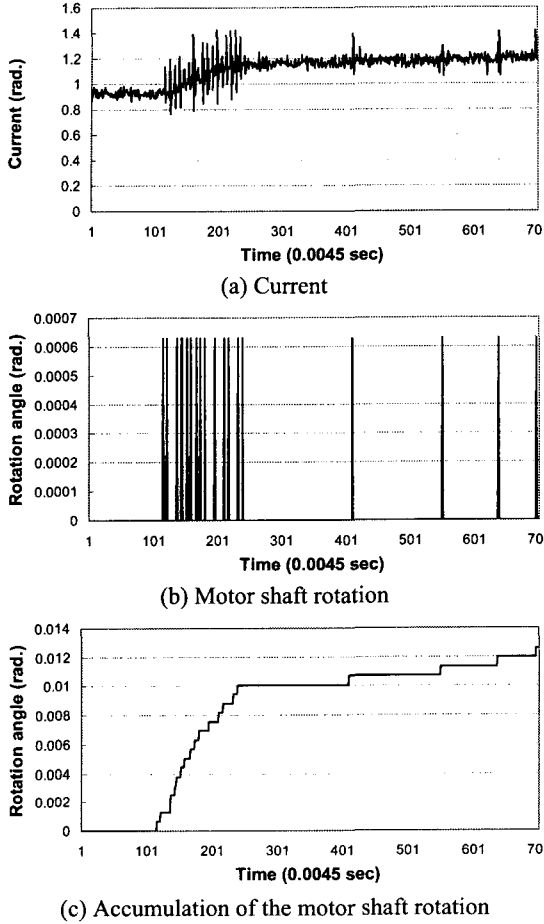 Current (rad.)
1.6
1.4
1.2
1
0.8
0.6
0.4
0.2
0
1 101 201 301 401 501 601 70
Time (0.0045 sec)
(a) Current
Rotation angle (rad.)
0.0007
0.0006
0.0005
0.0004
0.0003
0.0002
0.0001
0
1 101 201 301 401 501 601 70
Time (0.0045 sec)
(b) Motor shaft rotation
Rotation angle (rad.)
0.014
0.012
0.01
0.008
0.006
0.004
0.002
0
1 101 201 301 401 501 601 70
Time (0.0045 sec)
(c) Accumulation of the motor shaft rotation